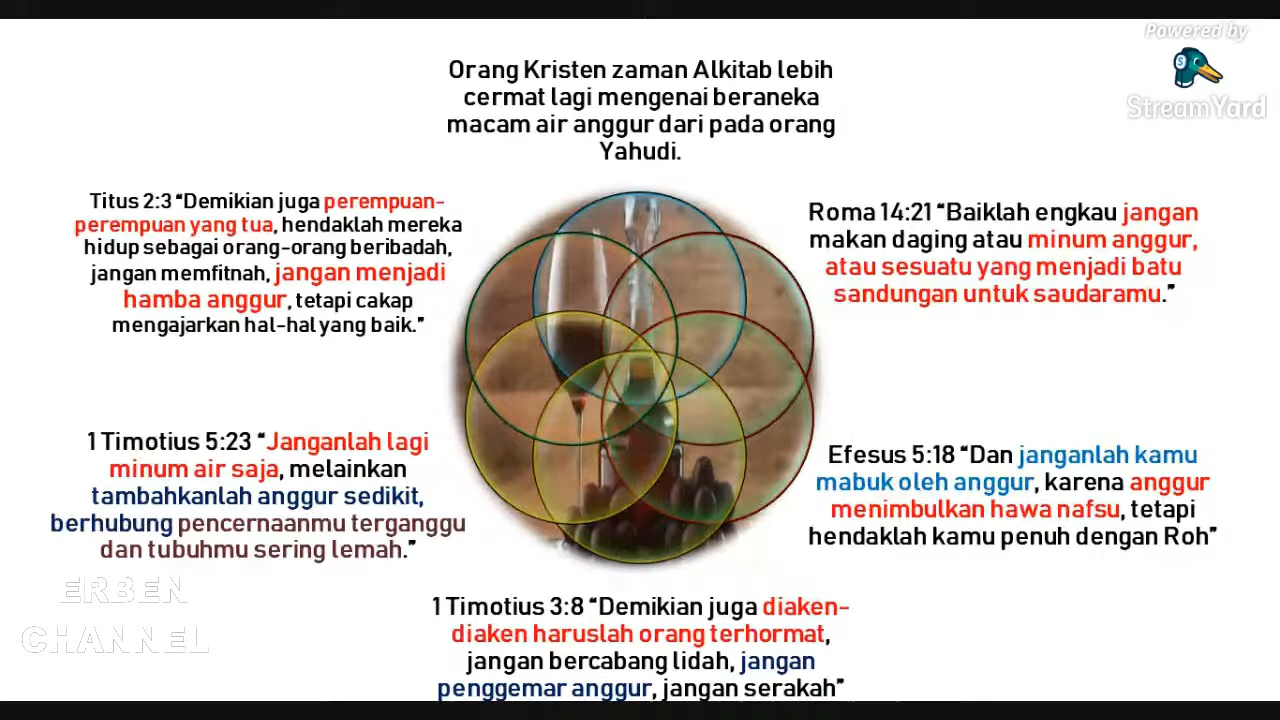 Powered by
StreamYard
Orang Kristen zaman Alkitab lebih
cermat lagi mengenai beraneka
macam air anggur dari pada orang
Yahudi.
Titus 2:3 “Demikian juga perempuan-
perempuan yang tua, hendaklah mereka
hidup sebagai orang-orang beribadah,
jangan memfitnah, jangan menjadi
hamba anggur, tetapi cakap
mengajarkan hal-hal yang baik.”
Roma 14:21 “Baiklah engkau jangan
makan daging atau minum anggur,
atau sesuatu yang menjadi batu
sandungan untuk saudaramu.”
1 Timotius 5:23 “Janganlah lagi
minum air saja, melainkan
tambahkanlah anggur sedikit,
berhubung pencernaanmu terganggu
dan tubuhmu sering lemah.”
Efesus 5:18 “Dan janganlah kamu
mabuk oleh anggur, karena anggur
menimbulkan hawa nafsu, tetapi
hendaklah kamu penuh dengan Roh”
1 Timotius 3:8 “Demikian juga diaken-
diaken haruslah orang terhormat,
jangan bercabang lidah, jangan
penggemar anggur, jangan serakah”
ERBEN
CHANNEL